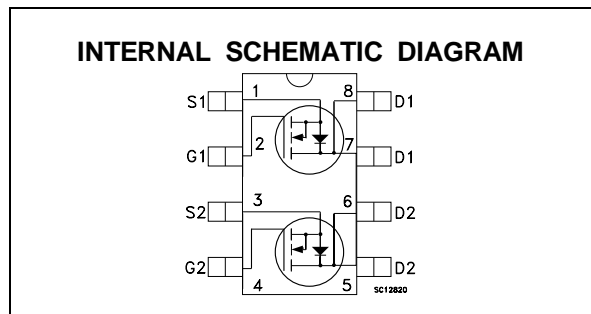 INTERNAL SCHEMATIC DIAGRAM
S1 1 8 D1
G1 2 7 D1
S2 3 6 D2
G2 4 5 D2
SC12820